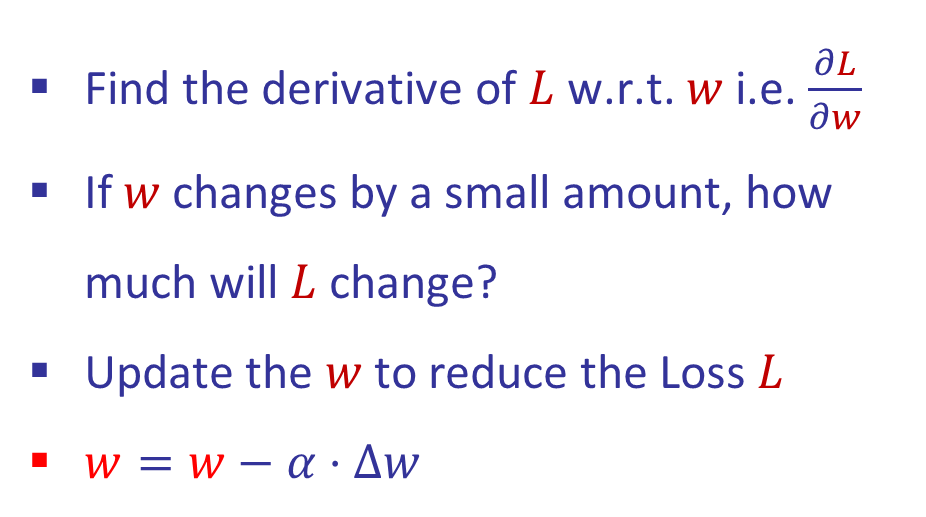 ▪ Find the derivative of L w.r.t. w i.e. ∂L/∂w
▪ If w changes by a small amount, how
much will L change?
▪ Update the w to reduce the Loss L
▪ w = w − α · Δw